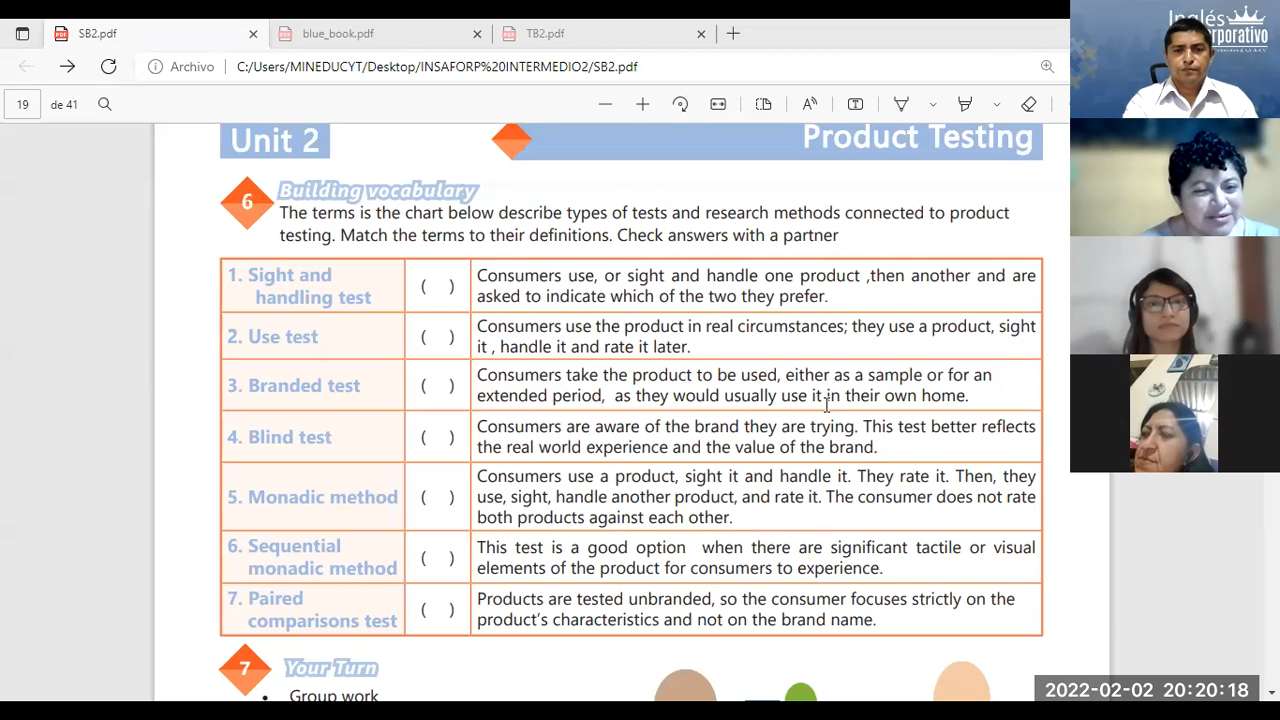 SB2.pdf
blue_book.pdf
TB2.pdf
Archivo
C:/Users/MINEDUCYT/Desktop/INSAFORP%20INTERMEDIO2/SB2.pdf
19
de 41
Inglés
Unit 2
Product Testing
6
Building vocabulary
The terms is the chart below describe types of tests and research methods connected to product
testing. Match the terms to their definitions. Check answers with a partner
1. Sight and
handling test
( )
Consumers use, or sight and handle one product ,then another and are
asked to indicate which of the two they prefer.
2. Use test
( )
Consumers use the product in real circumstances; they use a product, sight
it , handle it and rate it later.
3. Branded test
( )
Consumers take the product to be used, either as a sample or for an
extended period, as they would usually use it in their own home.
4. Blind test
( )
Consumers are aware of the brand they are trying. This test better reflects
the real world experience and the value of the brand.
5. Monadic method
( )
Consumers use a product, sight it and handle it. They rate it. Then, they
use, sight, handle another product, and rate it. The consumer does not rate
both products against each other.
6. Sequential
monadic method
( )
This test is a good option when there are significant tactile or visual
elements of the product for consumers to experience.
7. Paired
comparisons test
( )
Products are tested unbranded, so the consumer focuses strictly on the
product's characteristics and not on the brand name.
7
Your Turn
• Group work
2022-02-02 20:20:18